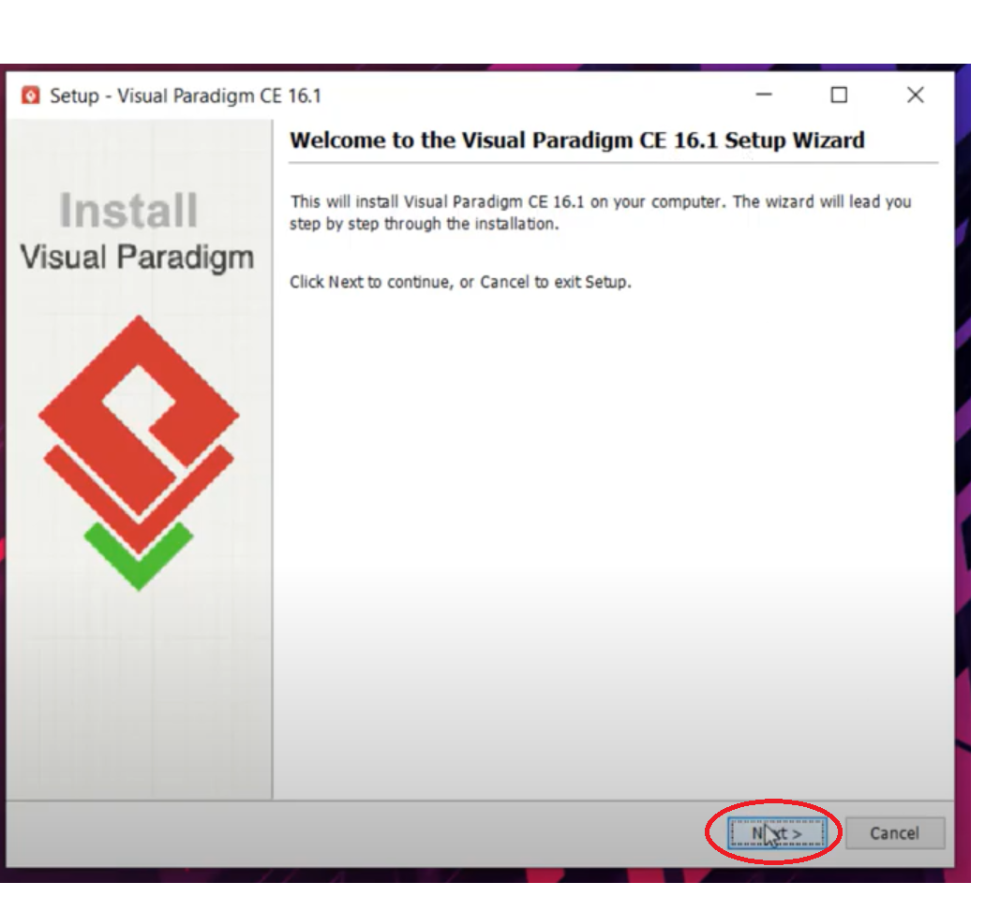 Setup - Visual Paradigm CE 16.1
Install
Visual Paradigm
Welcome to the Visual Paradigm CE 16.1 Setup Wizard
This will install Visual Paradigm CE 16.1 on your computer. The wizard will lead you
step by step through the installation.
Click Next to continue, or Cancel to exit Setup.
Next >
Cancel